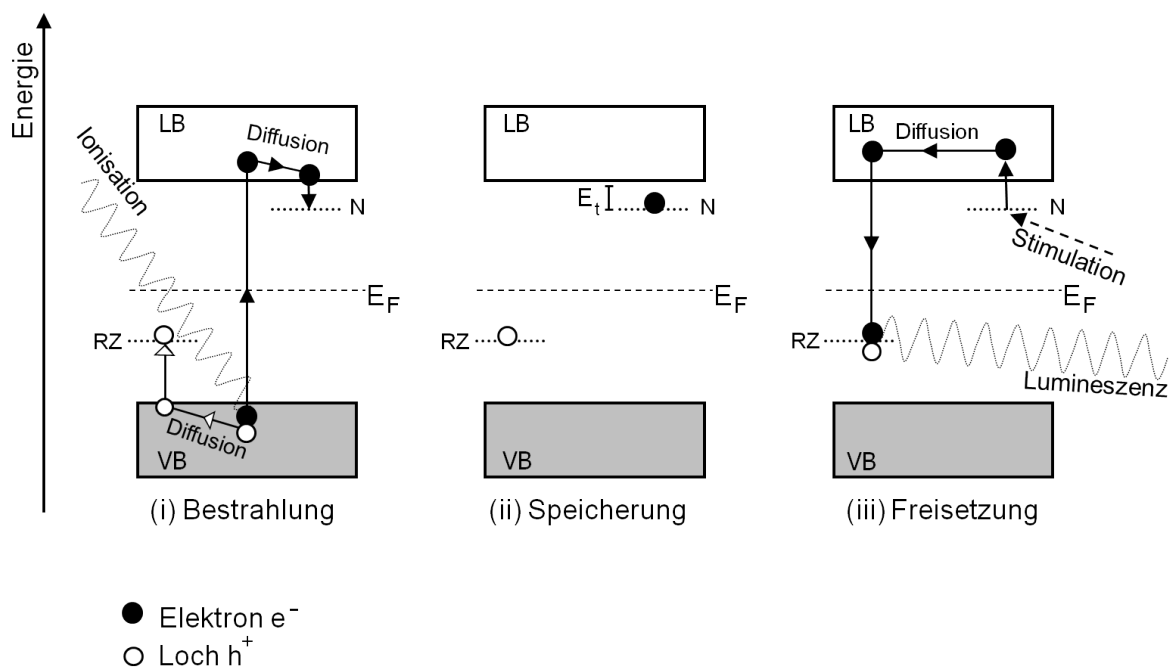 Energie
LB
Diffusion
Ionisation
N
E_F
RZ
Diffusion
VB
(i) Bestrahlung
LB
E_t
N
E_F
RZ
VB
(ii) Speicherung
LB
Diffusion
N
Stimulation
E_F
RZ
Lumineszenz
VB
(iii) Freisetzung
Elektron e⁻
Loch h⁺